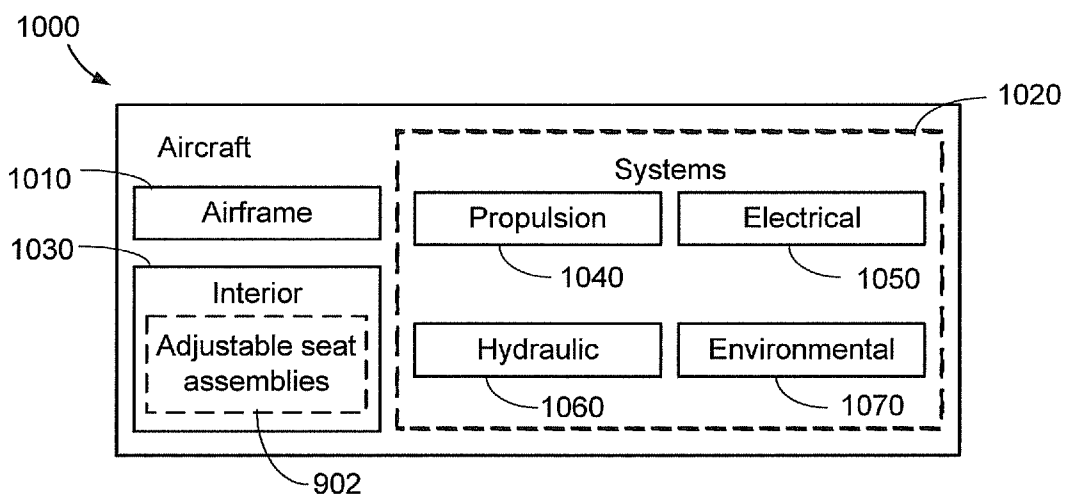 1000
1020
Aircraft
Systems
1010
Airframe
Propulsion
Electrical
1030
1040
1050
Interior
Adjustable seat
assemblies
Hydraulic
Environmental
1060
1070
902